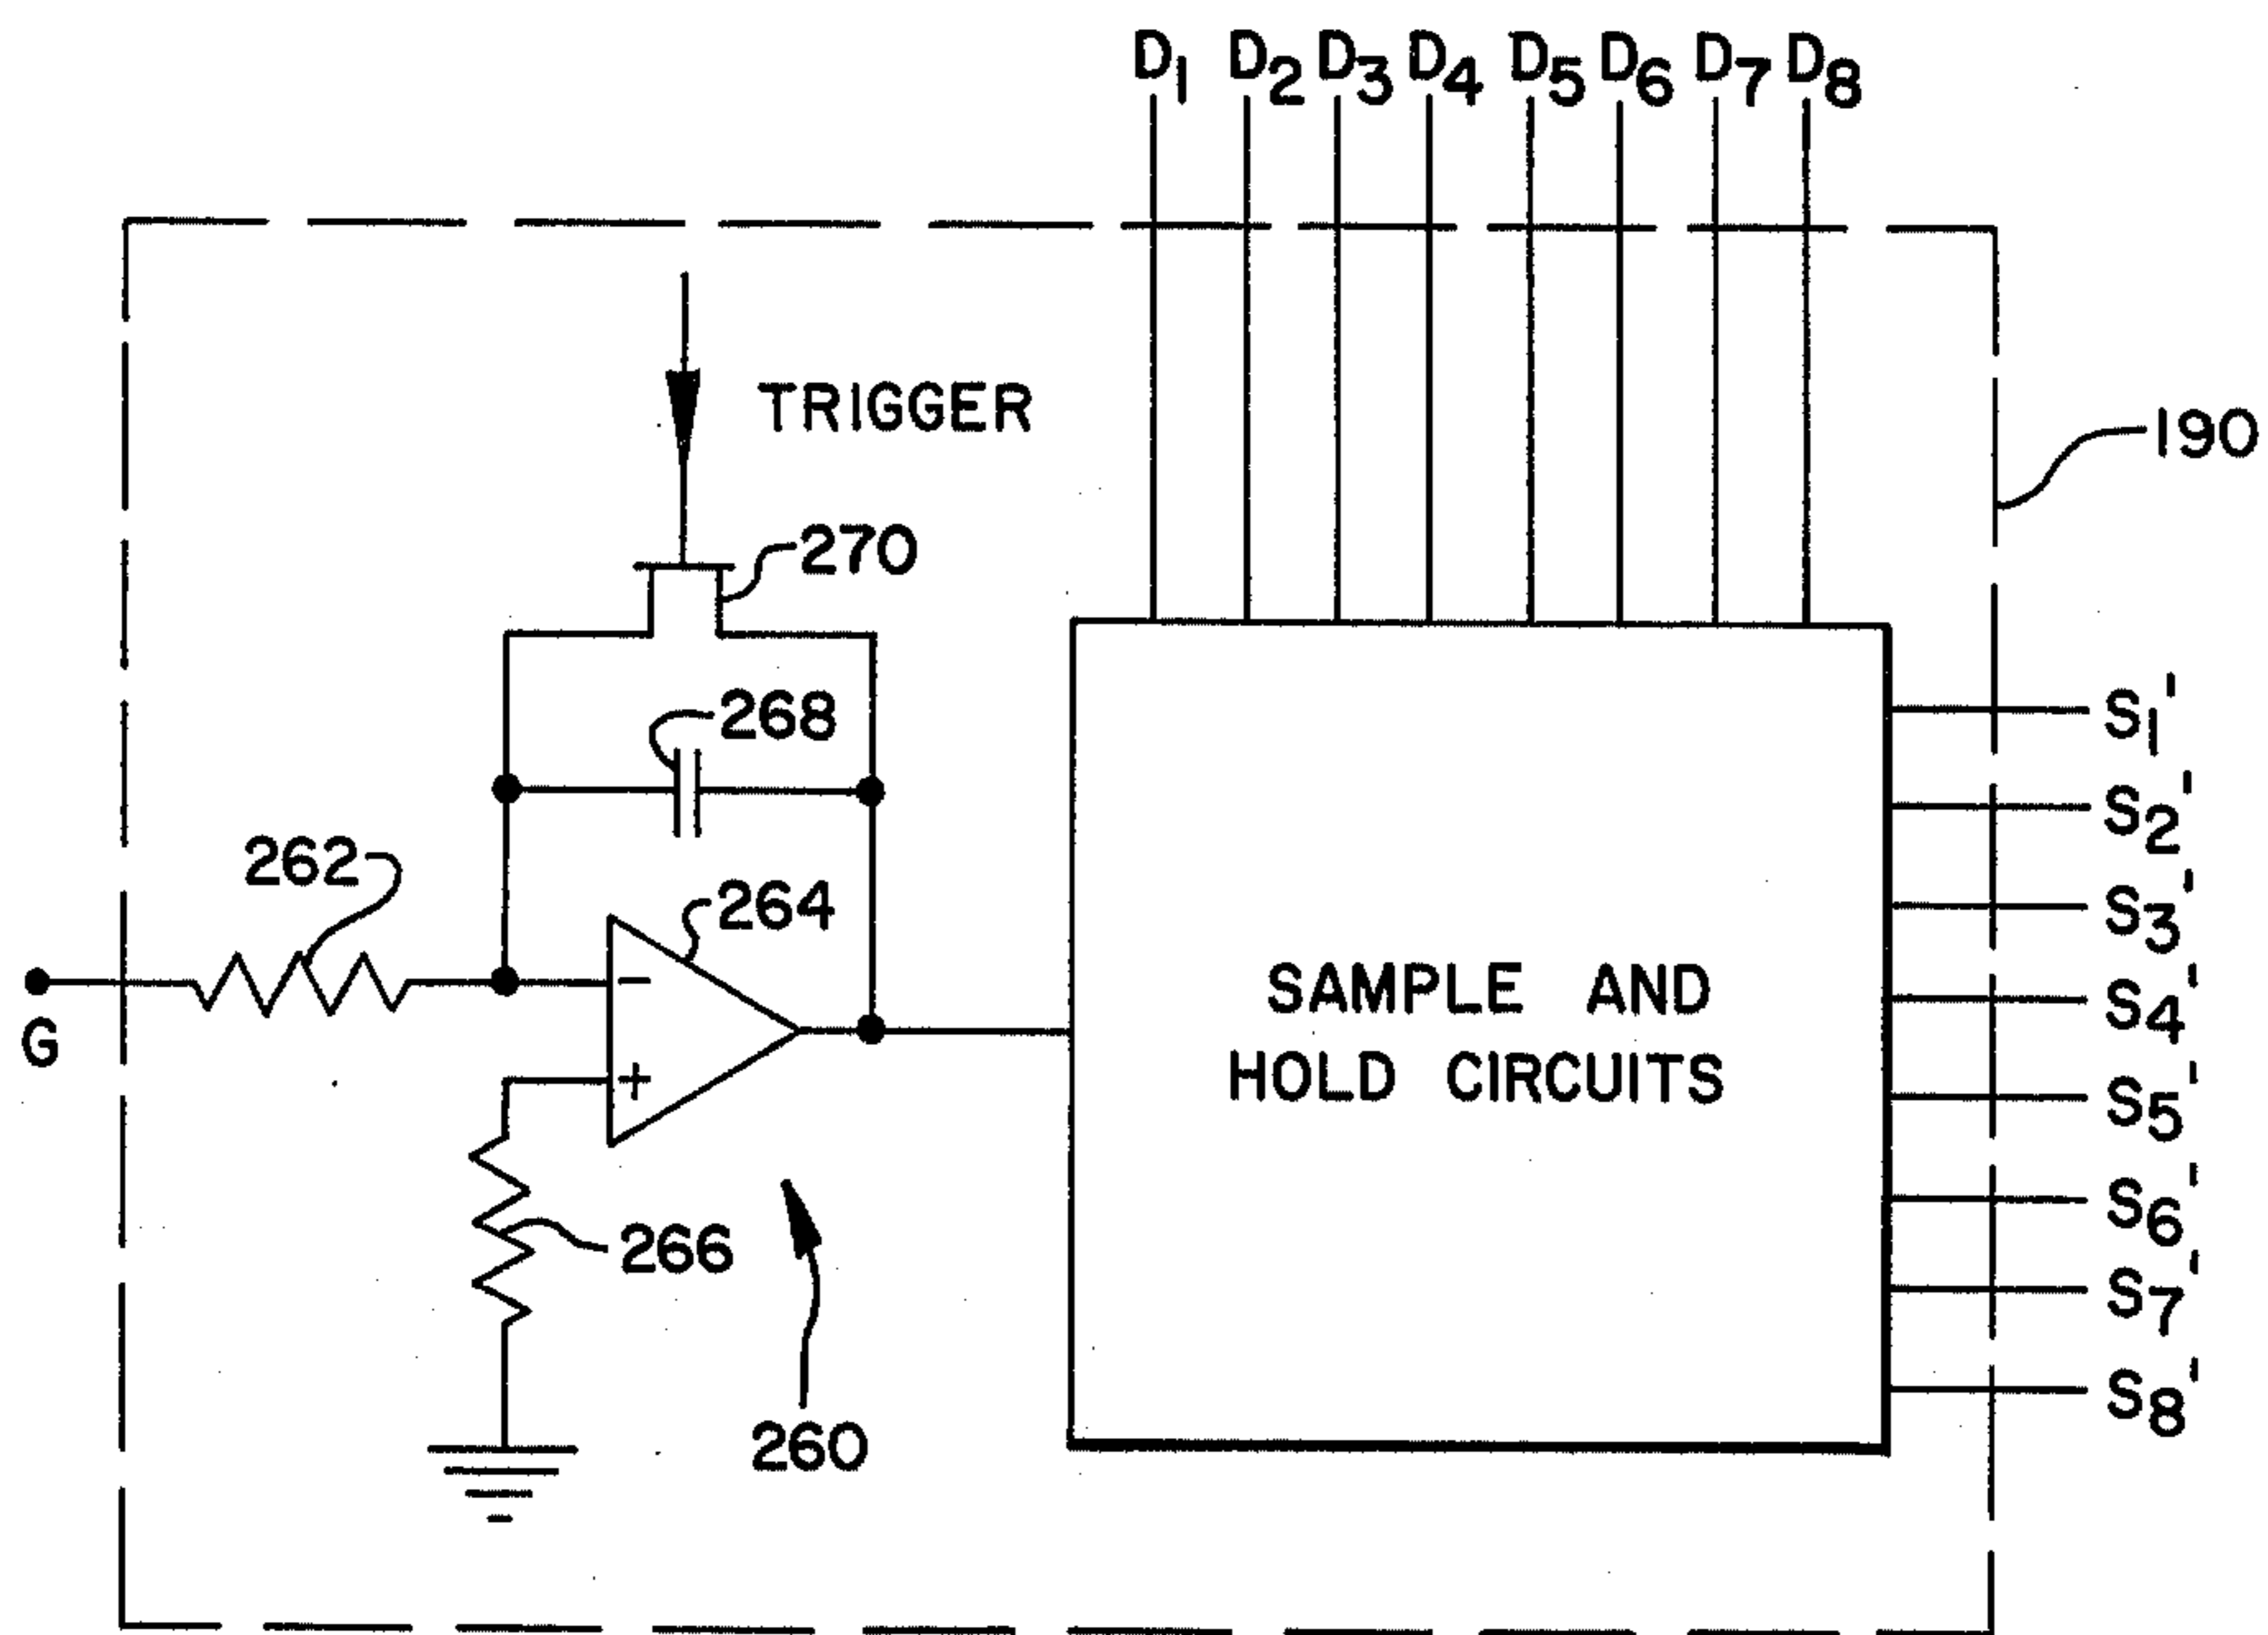 D1 D2 D3 D4 D5 D6 D7 D8
TRIGGER
190
270
268
S1'
S2'
262
264
S3'
G
SAMPLE AND
HOLD CIRCUITS
S4'
S5'
266
S6'
S7'
260
S8'